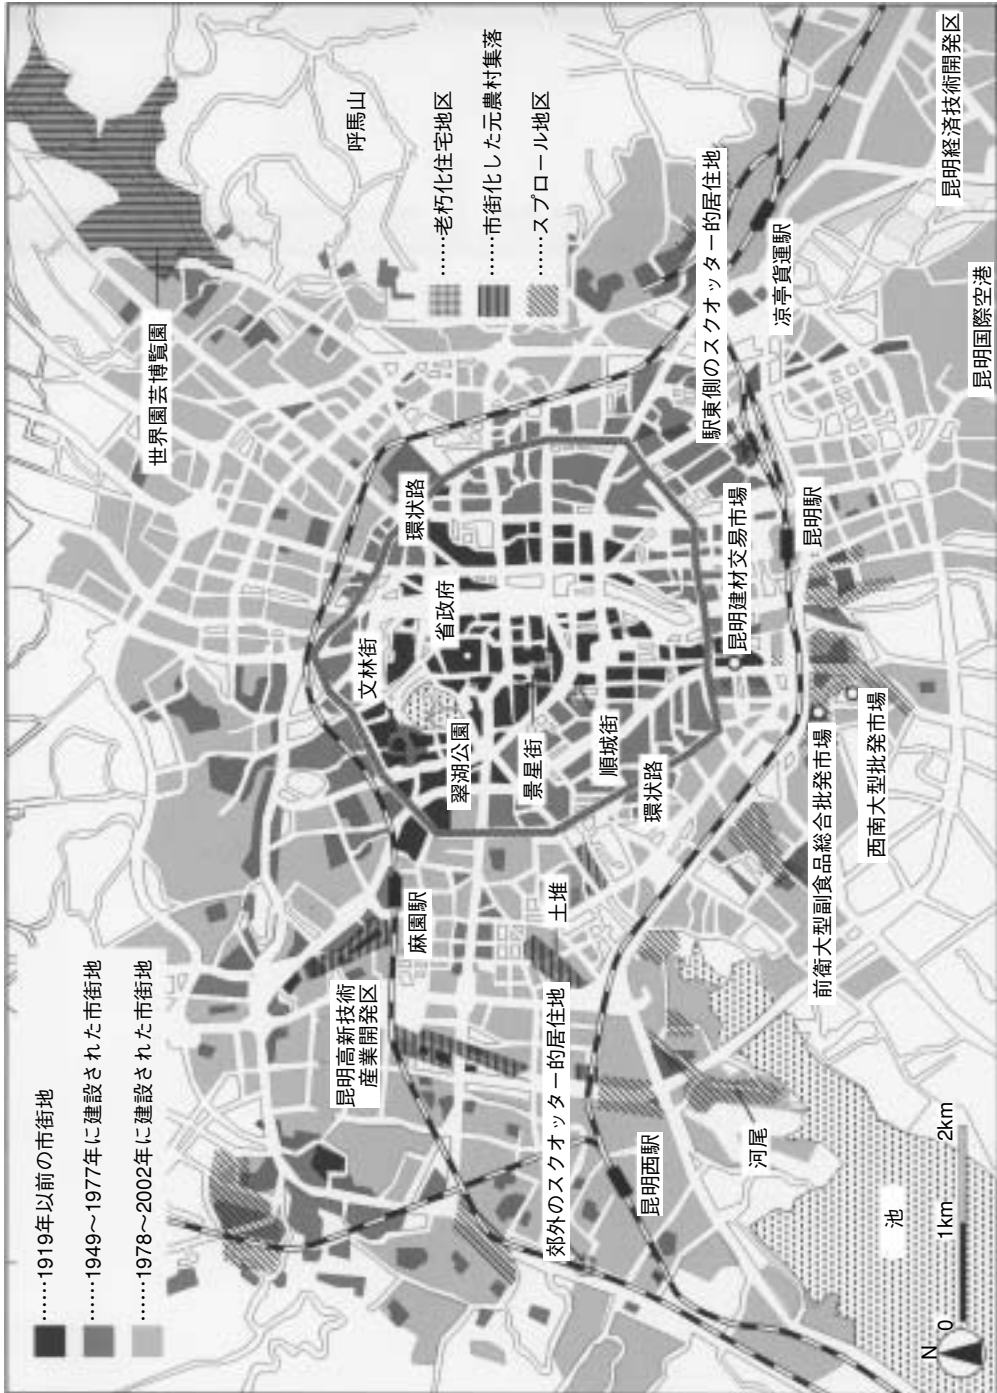 ……1919年以前の市街地
……1949〜1977年に建設された市街地
……1978〜2002年に建設された市街地
……老朽化住宅地区
……市街化した元農村集落
……スプロール地区
呼馬山
世界園芸博覧園
環状路
省政府
文林街
翠湖公園
景星街
順城街
環状路
麻園駅
昆明高新技術
産業開発区
土堆
郊外のスクオッター的居住地
昆明西駅
河尾
池
駅東側のスクオッター的居住地
凉亭貨運駅
昆明経済技術開発区
昆明国際空港
昆明建材交易市場
昆明駅
前衛大型副食品総合批発市場
西南大型批発市場
N
0 1km 2km